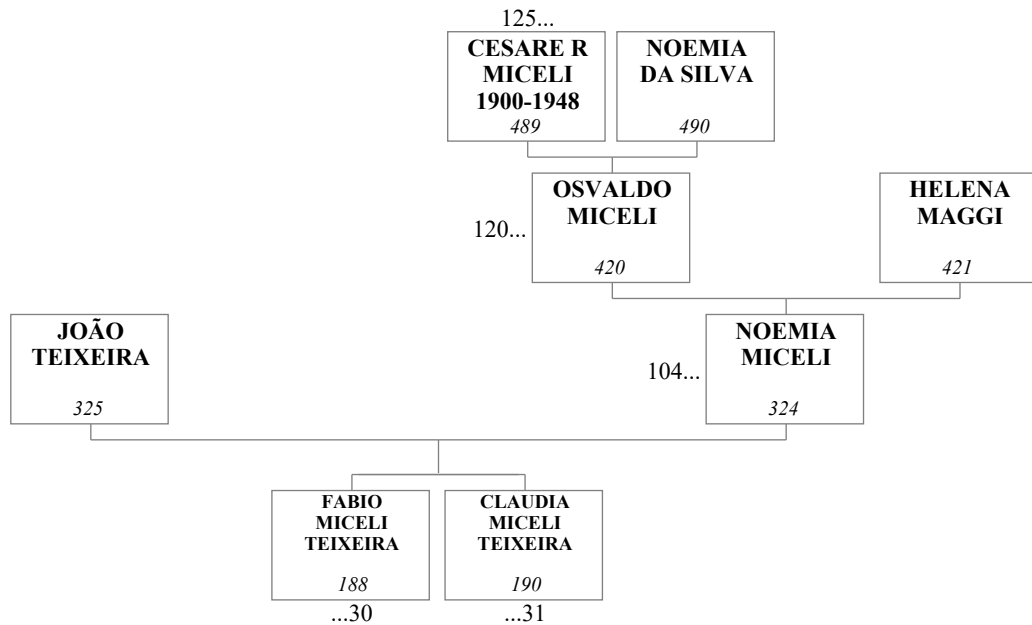 125...
CESARE R
MICELI
1900-1948
489
NOEMIA
DA SILVA
490
120...
OSVALDO
MICELI
420
HELENA
MAGGI
421
JOÃO
TEIXEIRA
325
104...
NOEMIA
MICELI
324
FABIO
MICELI
TEIXEIRA
188
...30
CLAUDIA
MICELI
TEIXEIRA
190
...31